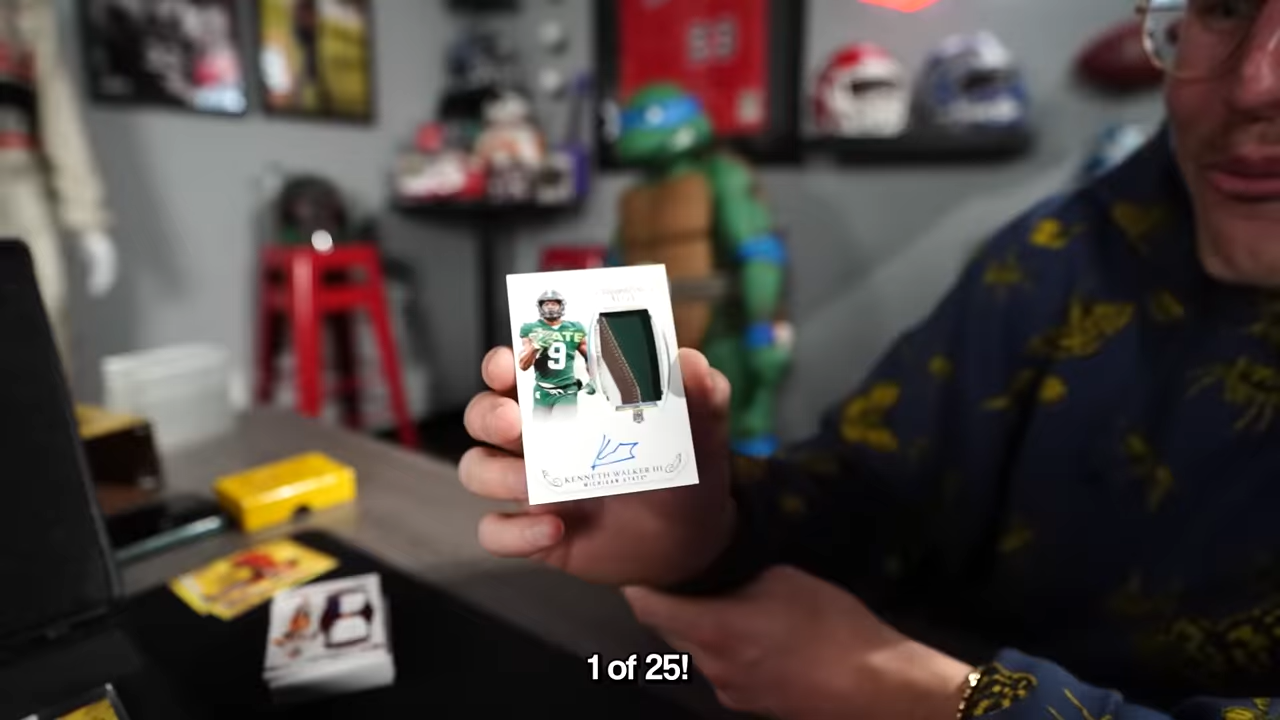 STATE
9
KENNETH WALKER III
MICHIGAN STATE
1 of 25!